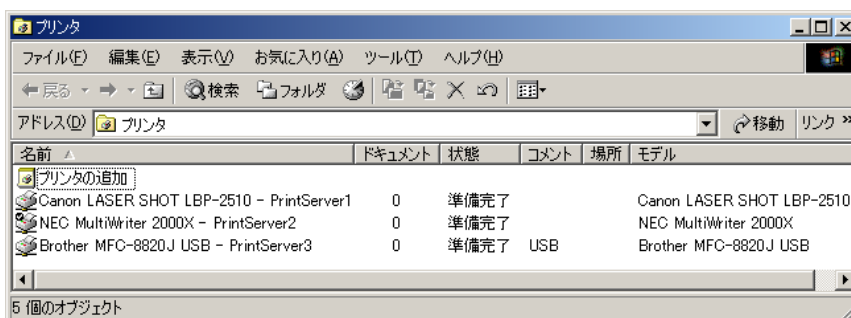 プリンタ
ファイル(F) 編集(E) 表示(V) お気に入り(A) ツール(T) ヘルプ(H)
戻る 検索 フォルダ
アドレス(D) プリンタ 移動 リンク »
名前 ドキュメント 状態 コメント 場所 モデル
プリンタの追加
Canon LASER SHOT LBP-2510 - PrintServer1 0 準備完了 Canon LASER SHOT LBP-2510
NEC MultiWriter 2000X - PrintServer2 0 準備完了 NEC MultiWriter 2000X
Brother MFC-8820J USB - PrintServer3 0 準備完了 USB Brother MFC-8820J USB
5 個のオブジェクト